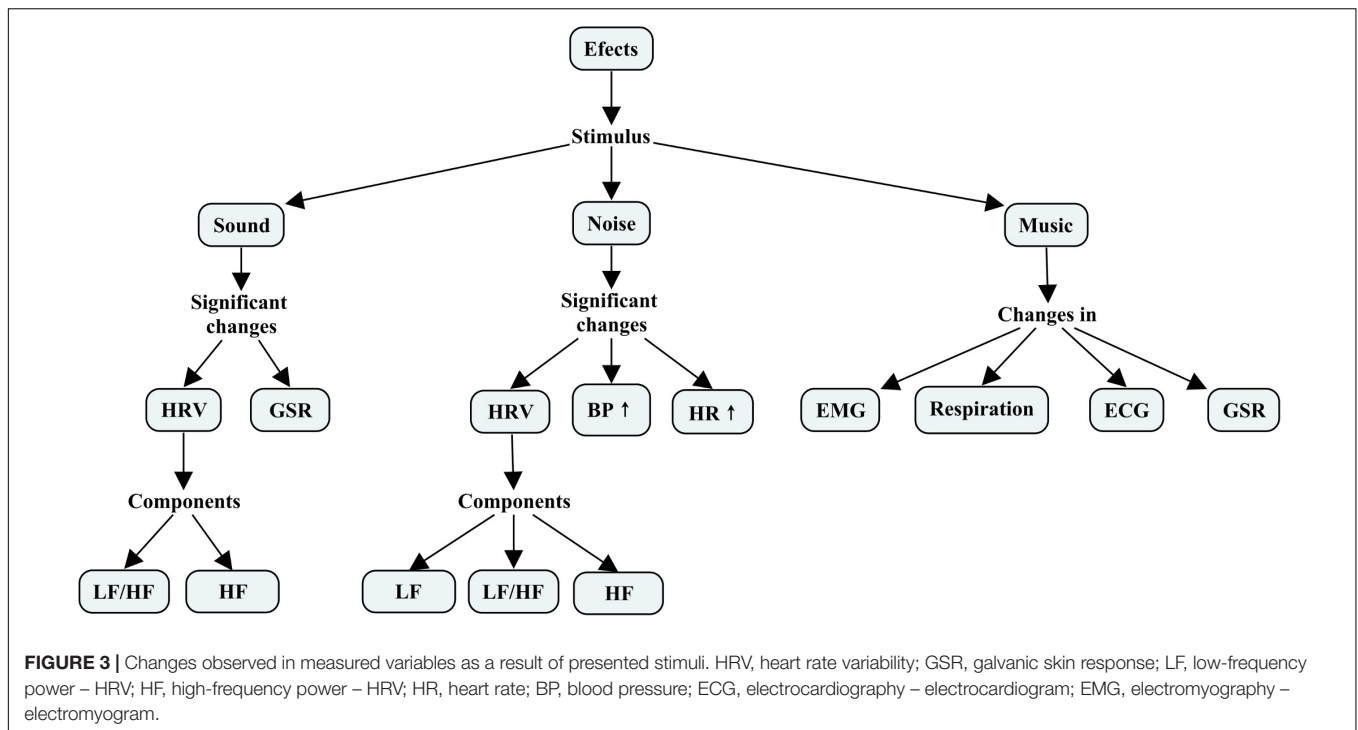 Efects
Stimulus
Sound
Noise
Music
Significant
changes
Significant
changes
Changes in
HRV
GSR
HRV
BP ↑
HR ↑
EMG
Respiration
ECG
GSR
Components
Components
LF/HF
HF
LF
LF/HF
HF
FIGURE 3 | Changes observed in measured variables as a result of presented stimuli. HRV, heart rate variability; GSR, galvanic skin response; LF, low-frequency
power – HRV; HF, high-frequency power – HRV; HR, heart rate; BP, blood pressure; ECG, electrocardiography – electrocardiogram; EMG, electromyography –
electromyogram.